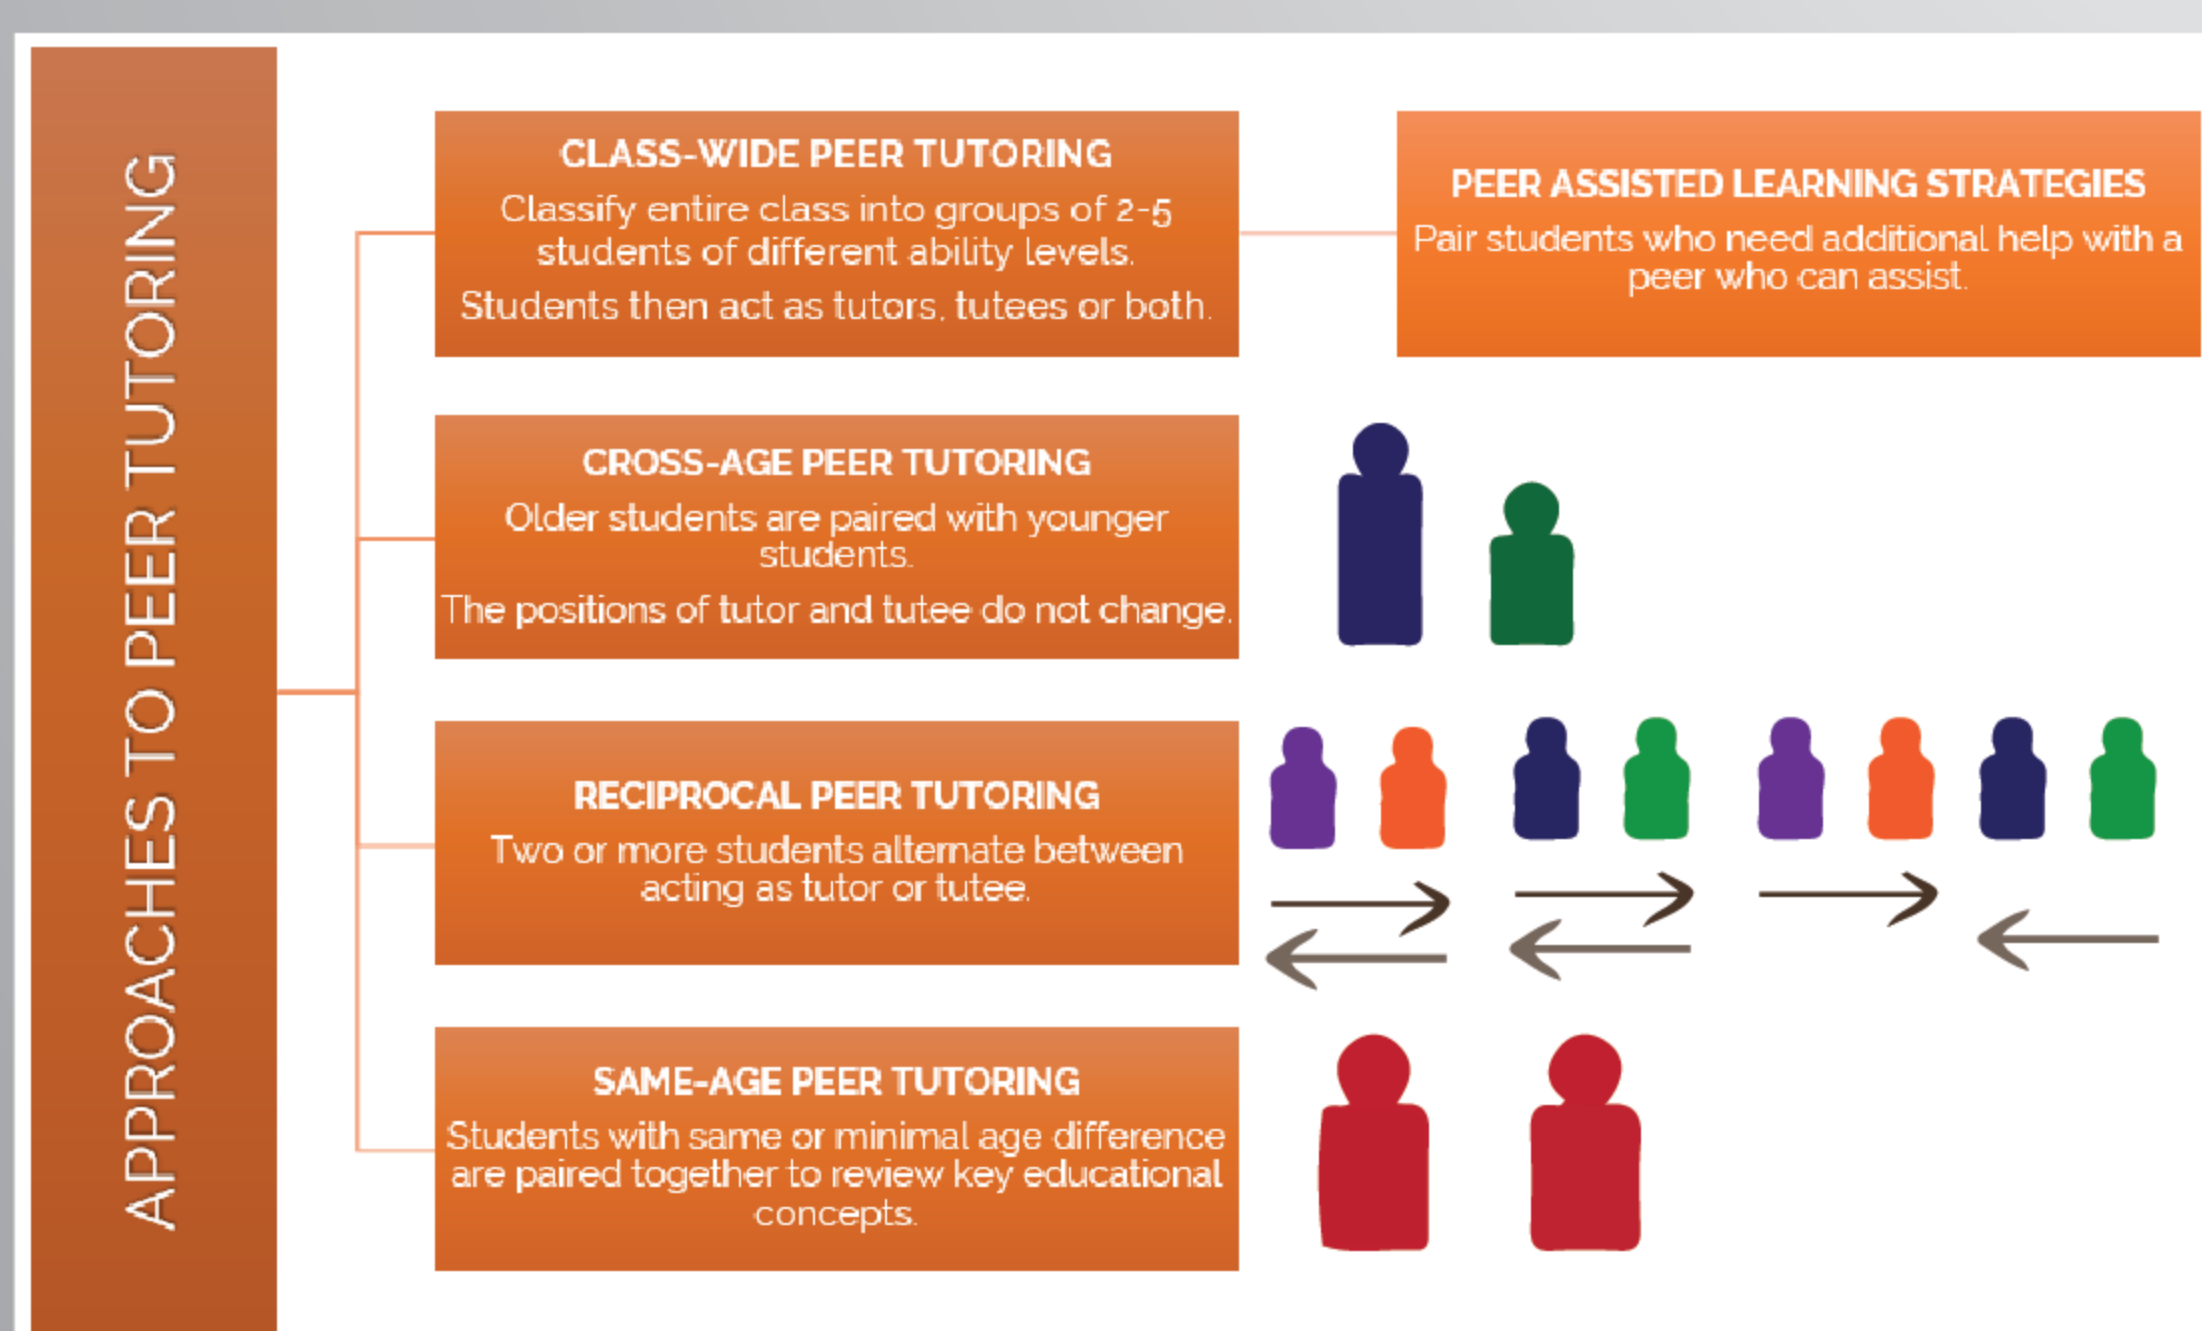 APPROACHES TO PEER TUTORING
CLASS-WIDE PEER TUTORING
Classify entire class into groups of 2-5
students of different ability levels.
Students then act as tutors, tutees or both.
PEER ASSISTED LEARNING STRATEGIES
Pair students who need additional help with a
peer who can assist.
CROSS-AGE PEER TUTORING
Older students are paired with younger
students.
The positions of tutor and tutee do not change.
RECIPROCAL PEER TUTORING
Two or more students alternate between
acting as tutor or tutee.
SAME-AGE PEER TUTORING
Students with same or minimal age difference
are paired together to review key educational
concepts.